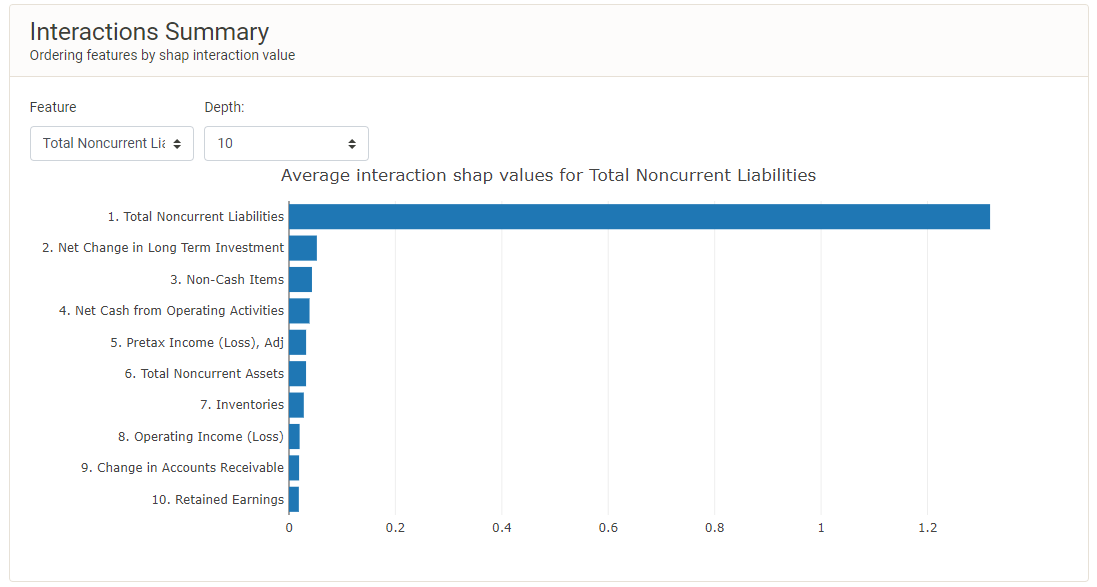 Interactions Summary
Ordering features by shap interaction value
Feature
Depth:
Total Noncurrent Lia
10
Average interaction shap values for Total Noncurrent Liabilities
1. Total Noncurrent Liabilities
2. Net Change in Long Term Investment
3. Non-Cash Items
4. Net Cash from Operating Activities
5. Pretax Income (Loss), Adj
6. Total Noncurrent Assets
7. Inventories
8. Operating Income (Loss)
9. Change in Accounts Receivable
10. Retained Earnings
0 0.2 0.4 0.6 0.8 1 1.2